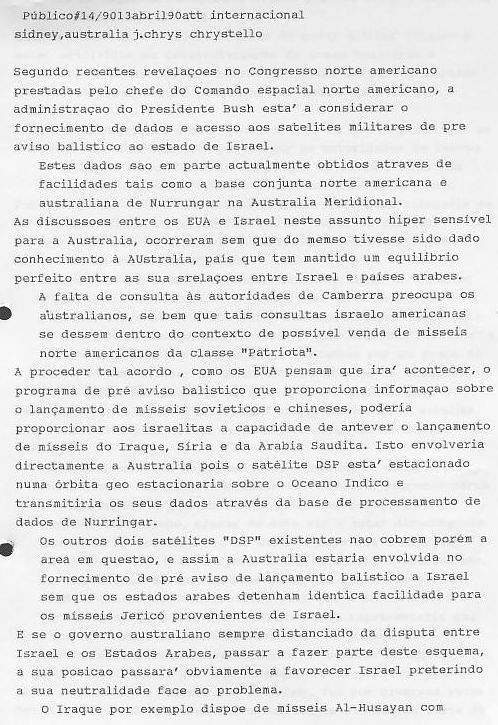 Público#14/9013abril90att internacional
sidney,australia j.chrys chrystello
Segundo recentes revelaçoes no Congresso norte americano
prestadas pelo chefe do Comando espacial norte americano, a
administraçao do Presidente Bush esta' a considerar o
fornecimento de dados e acesso aos satelites militares de pre
aviso balistico ao estado de Israel.
Estes dados sao em parte actualmente obtidos atraves de
facilidades tais como a base conjunta norte americana e
australiana de Nurrungar na Australia Meridional.
As discussoes entre os EUA e Israel neste assunto hiper sensível
para a Australia, ocorreram sem que do memso tivesse sido dado
conhecimento à AUstralia, país que tem mantido um equilibrio
perfeito entre as sua srelaçoes entre Israel e países arabes.
A falta de consulta às autoridades de Camberra preocupa os
australianos, se bem que tais consultas israelo americanas
se dessem dentro do contexto de possível venda de misseis
norte americanos da classe "Patriota".
A proceder tal acordo , como os EUA pensam que ira' acontecer, o
programa de pré aviso balistico que proporciona informaçao sobre
o lançamento de mísseis sovieticos e chineses, poderia
proporcionar aos israelitas a capacidade de antever o lançamento
de misseis do Iraque, Síria e da Arabia Saudita. Isto envolveria
directamente a Australia pois o satélite DSP esta' estacionado
numa órbita geo estacionaria sobre o Oceano Indico e
transmitiria os seus dados através da base de processamento de
dados de Nurringar.
Os outros dois satélites "DSP" existentes nao cobrem porém a
area em questao, e assim a Australia estaria envolvida no
fornecimento de pré aviso de lançamento balistico a Israel
sem que os estados arabes detenham identica facilidade para
os misseis Jericó provenientes de Israel.
E se o governo australiano sempre distanciado da disputa entre
Israel e os Estados Arabes, passar a fazer parte deste esquema,
a sua posicao passara' obviamente a favorecer Israel preterindo
a sua neutralidade face ao problema.
O Iraque por exemplo dispoe de misseis Al-Husayan com